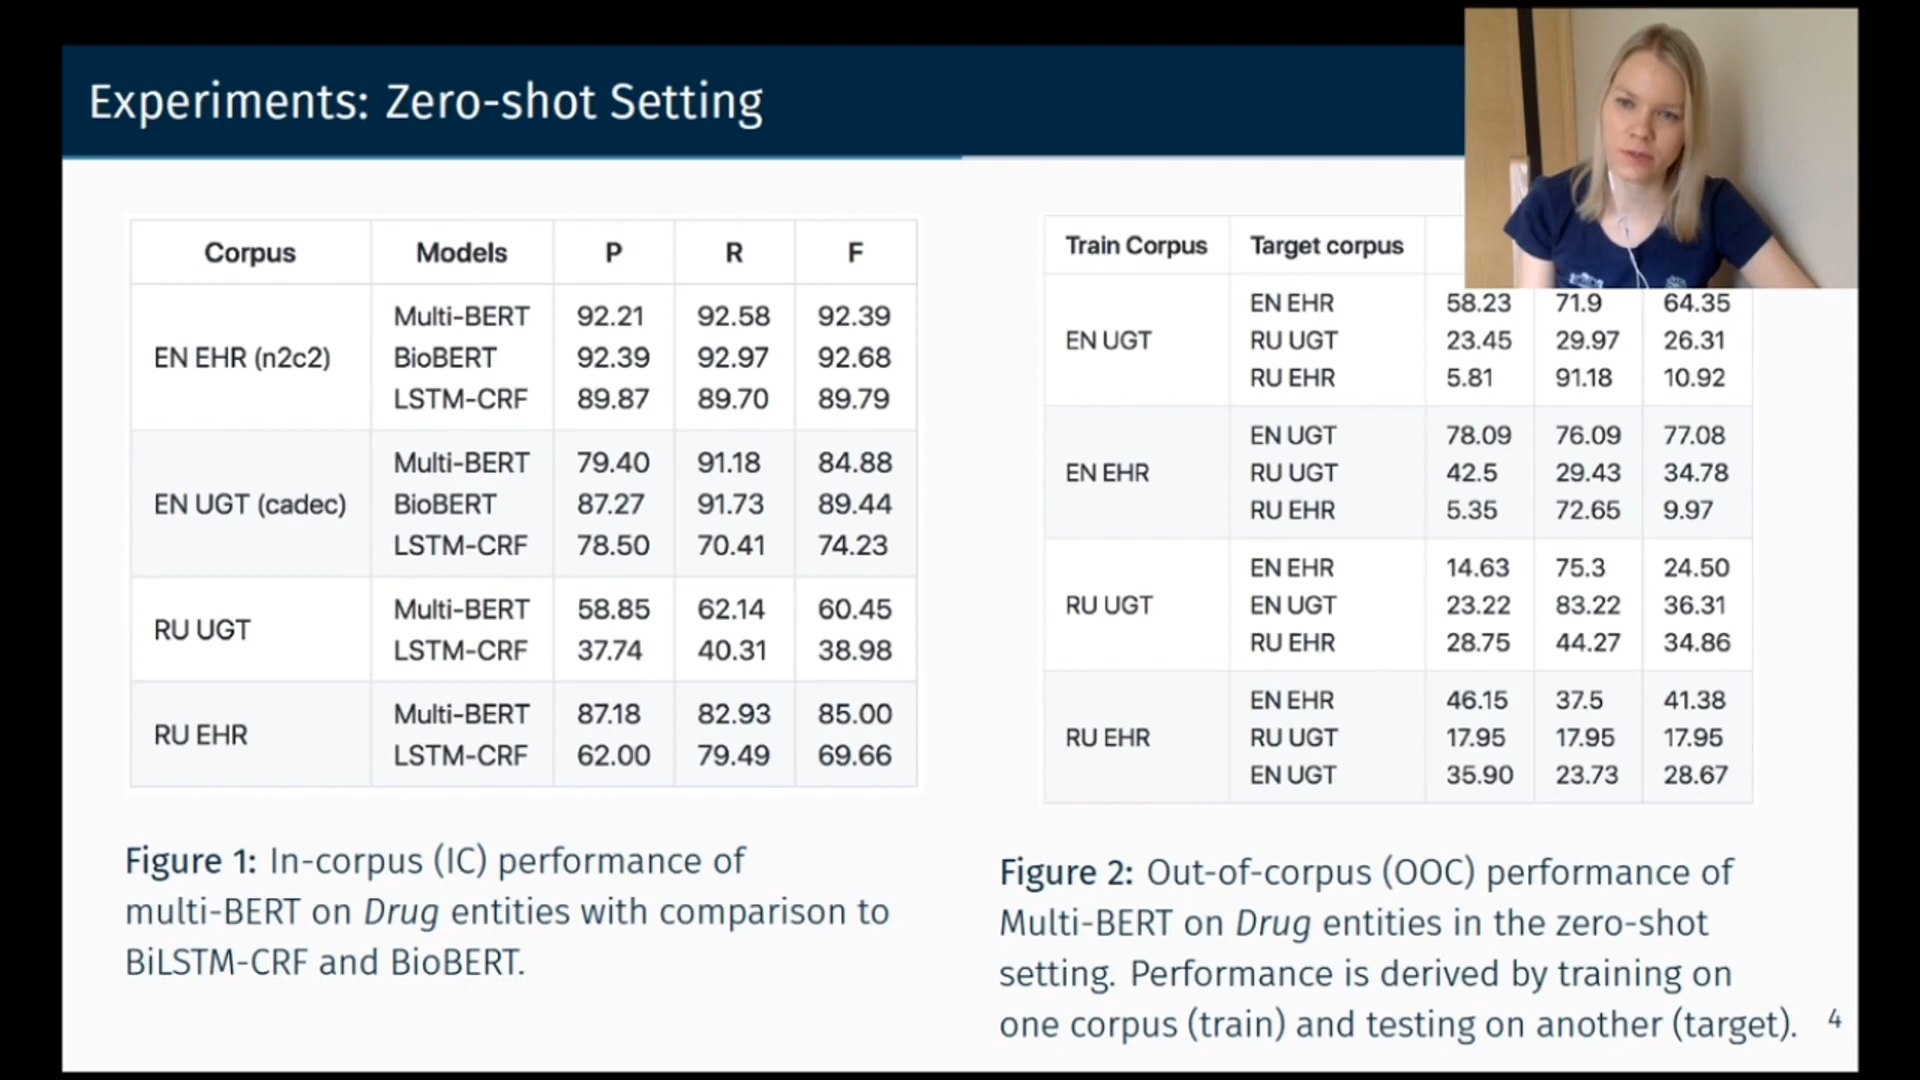 Experiments: Zero-shot Setting
Corpus Models P R F
EN EHR (n2c2)
Multi-BERT 92.21 92.58 92.39
BioBERT 92.39 92.97 92.68
LSTM-CRF 89.87 89.70 89.79
EN UGT (cadec)
Multi-BERT 79.40 91.18 84.88
BioBERT 87.27 91.73 89.44
LSTM-CRF 78.50 70.41 74.23
RU UGT
Multi-BERT 58.85 62.14 60.45
LSTM-CRF 37.74 40.31 38.98
RU EHR
Multi-BERT 87.18 82.93 85.00
LSTM-CRF 62.00 79.49 69.66
Figure 1: In-corpus (IC) performance of
multi-BERT on Drug entities with comparison to
BiLSTM-CRF and BioBERT.
Train Corpus Target corpus
EN UGT
EN EHR 58.23 71.9 64.35
RU UGT 23.45 29.97 26.31
RU EHR 5.81 91.18 10.92
EN EHR
EN UGT 78.09 76.09 77.08
RU UGT 42.5 29.43 34.78
RU EHR 5.35 72.65 9.97
RU UGT
EN EHR 14.63 75.3 24.50
EN UGT 23.22 83.22 36.31
RU EHR 28.75 44.27 34.86
RU EHR
EN EHR 46.15 37.5 41.38
RU UGT 17.95 17.95 17.95
EN UGT 35.90 23.73 28.67
Figure 2: Out-of-corpus (OOC) performance of
Multi-BERT on Drug entities in the zero-shot
setting. Performance is derived by training on
one corpus (train) and testing on another (target).
4